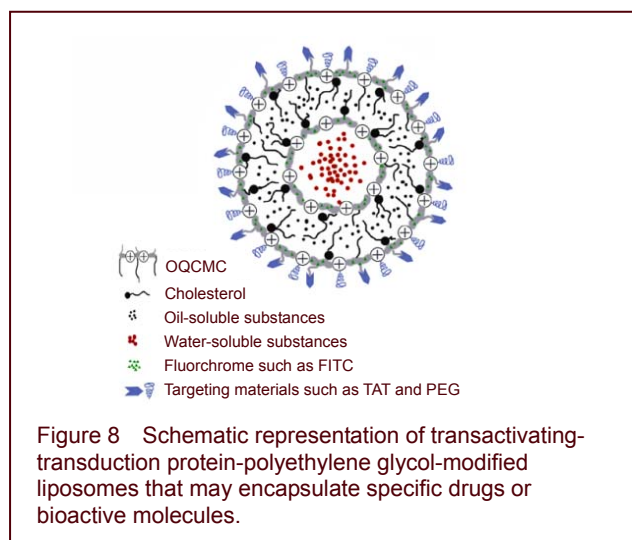 OQCMC
Cholesterol
Oil-soluble substances
Water-soluble substances
Fluorchrome such as FITC
Targeting materials such as TAT and PEG
Figure 8 Schematic representation of transactivating-
transduction protein-polyethylene glycol-modified
liposomes that may encapsulate specific drugs or
bioactive molecules.